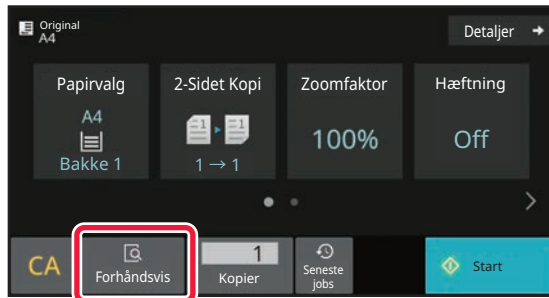 Original
A4
Detaljer
Papirvalg
2-Sidet Kopi
Zoomfaktor
Hæftning
A4
Bakke 1
1 → 1
100%
Off
CA
Forhåndsvis
1
Kopier
Seneste
jobs
Start